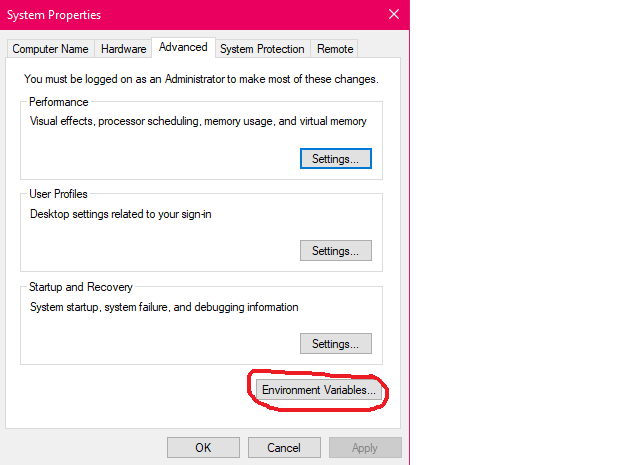 System Properties
Computer Name Hardware Advanced System Protection Remote
You must be logged on as an Administrator to make most of these changes.
Performance
Visual effects, processor scheduling, memory usage, and virtual memory
Settings...
User Profiles
Desktop settings related to your sign-in
Settings...
Startup and Recovery
System startup, system failure, and debugging information
Settings...
Environment Variables...
OK Cancel Apply